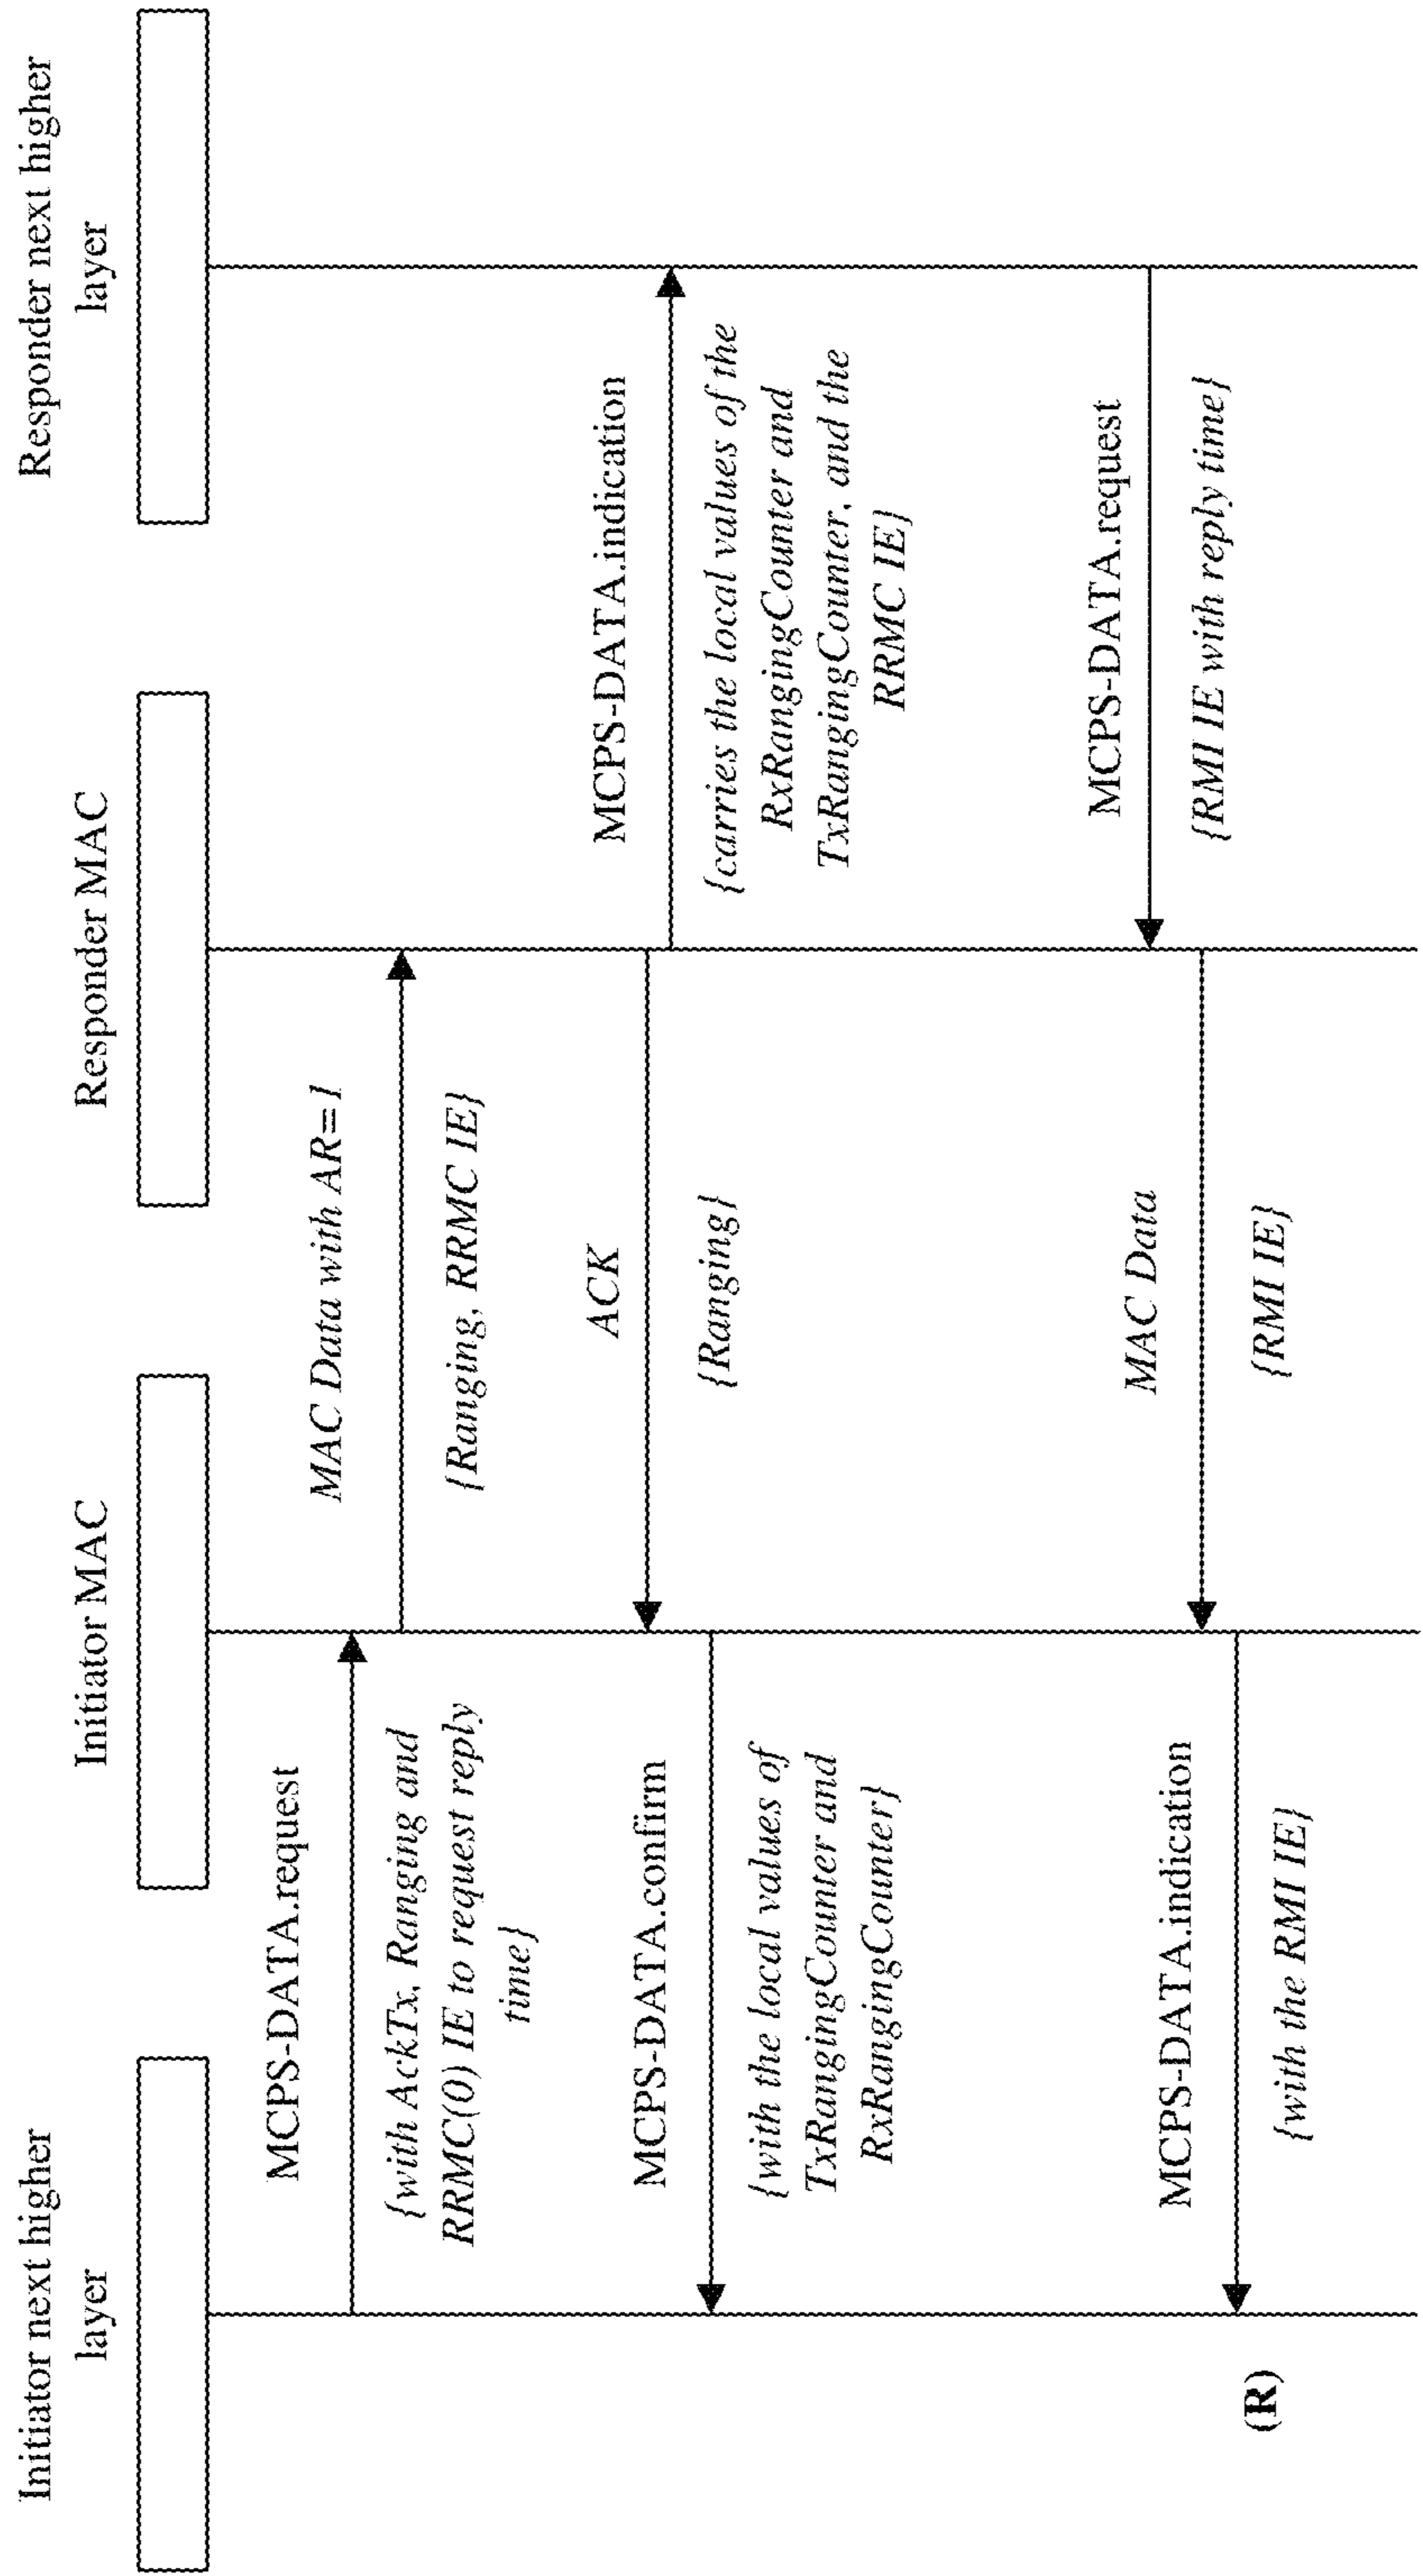 Initiator next higher
layer
Initiator MAC
Responder MAC
Responder next higher
layer
MCPS-DATA.request
{with AckTx, Ranging and
RRMC(0) IE to request reply
time}
MAC Data with AR=1
{Ranging, RRMC IE}
ACK
{Ranging}
MCPS-DATA.indication
{carries the local values of the
RxRangingCounter and
TxRangingCounter, and the
RRMC IE}
MCPS-DATA.confirm
{with the local values of
TxRangingCounter and
RxRangingCounter}
MCPS-DATA.request
{RMI IE with reply time}
MAC Data
{RMI IE}
MCPS-DATA.indication
{with the RMI IE}
(R)